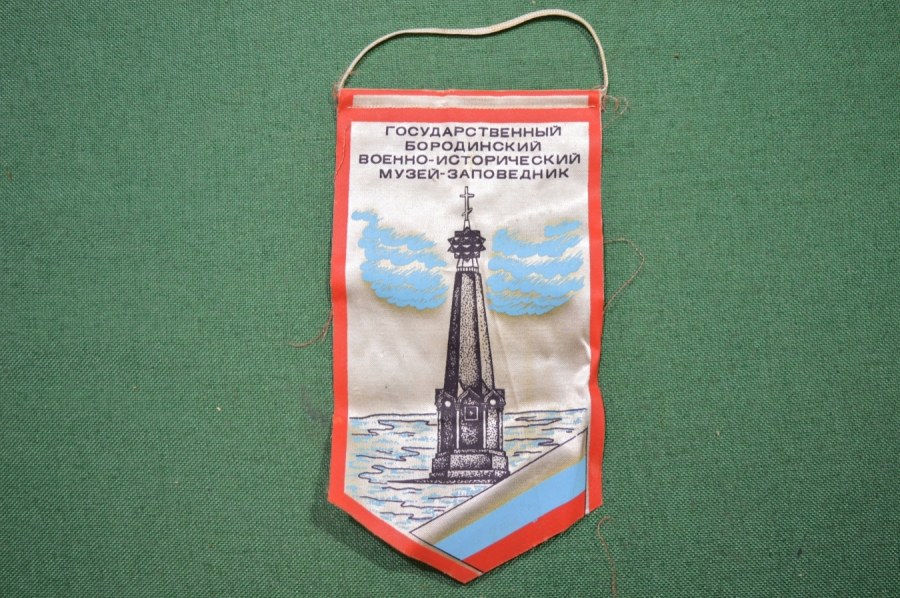 ГОСУДАРСТВЕННЫЙ
БОРОДИНСКИЙ
ВОЕННО-ИСТОРИЧЕСКИЙ
МУЗЕЙ-ЗАПОВЕДНИК